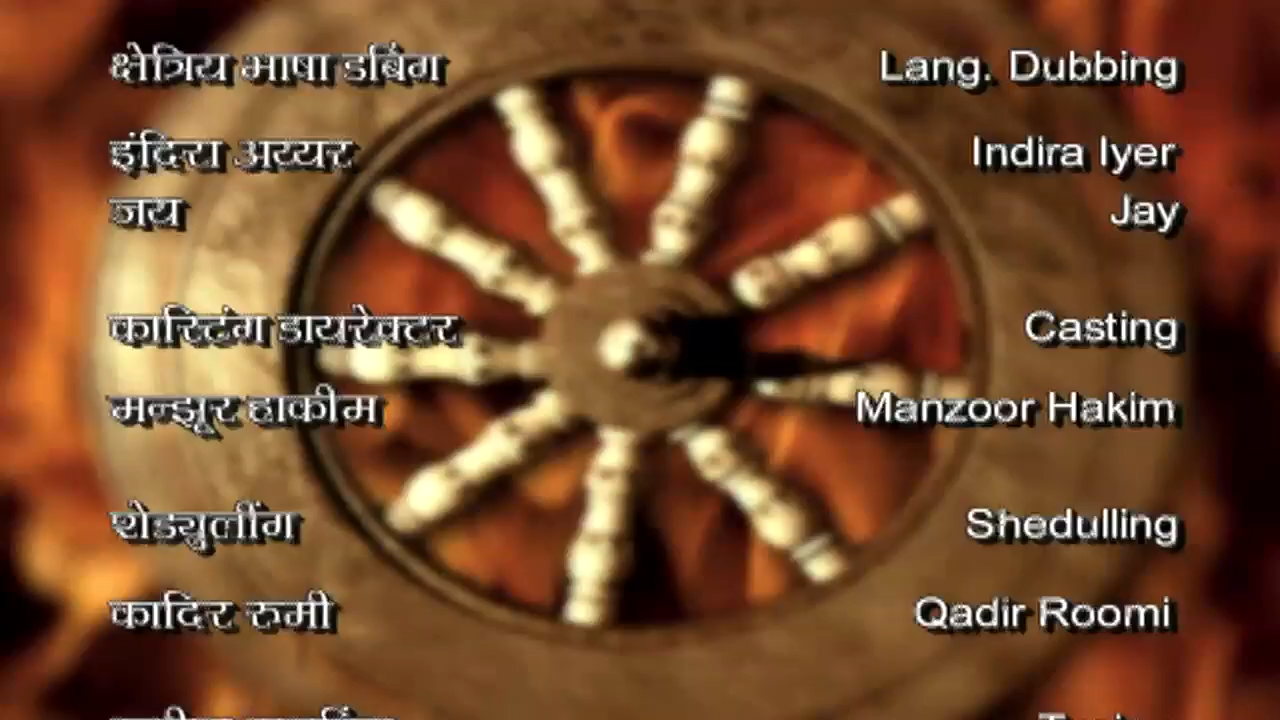 क्षेत्रिय भाषा डबिंग Lang. Dubbing
इंदिरा अय्यर Indira Iyer
जय Jay
कास्टिंग डायरेक्टर Casting
मन्झूर हाकीम Manzoor Hakim
शेड्युलींग Shedulling
कादिर रुमी Qadir Roomi